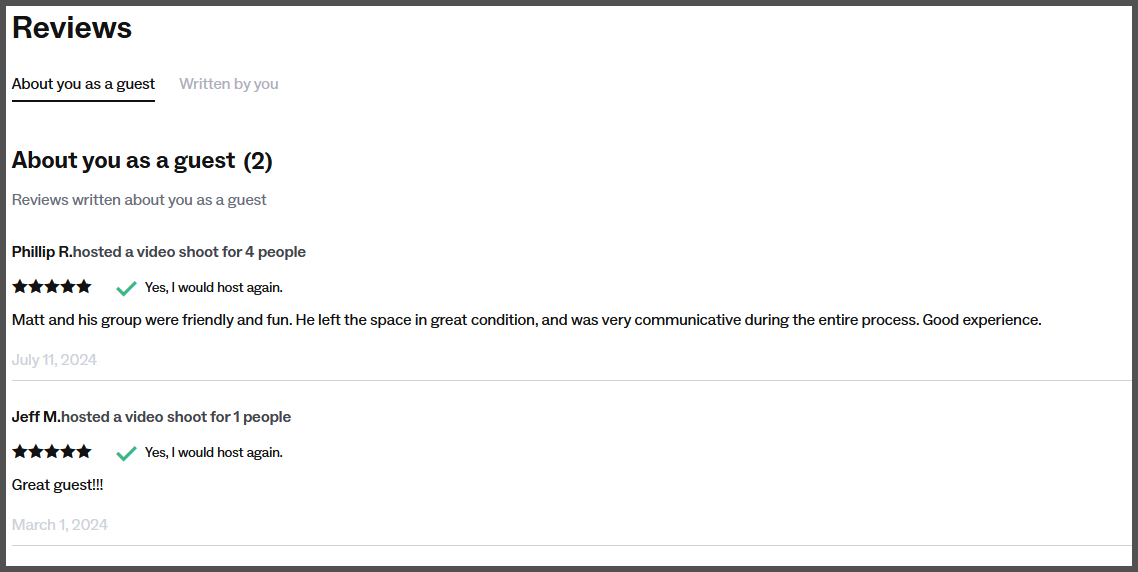 Reviews
About you as a guest Written by you
About you as a guest (2)
Reviews written about you as a guest
Phillip R.hosted a video shoot for 4 people
Yes, I would host again.
Matt and his group were friendly and fun. He left the space in great condition, and was very communicative during the entire process. Good experience.
July 11, 2024
Jeff M.hosted a video shoot for 1 people
Yes, I would host again.
Great guest!!!
March 1, 2024